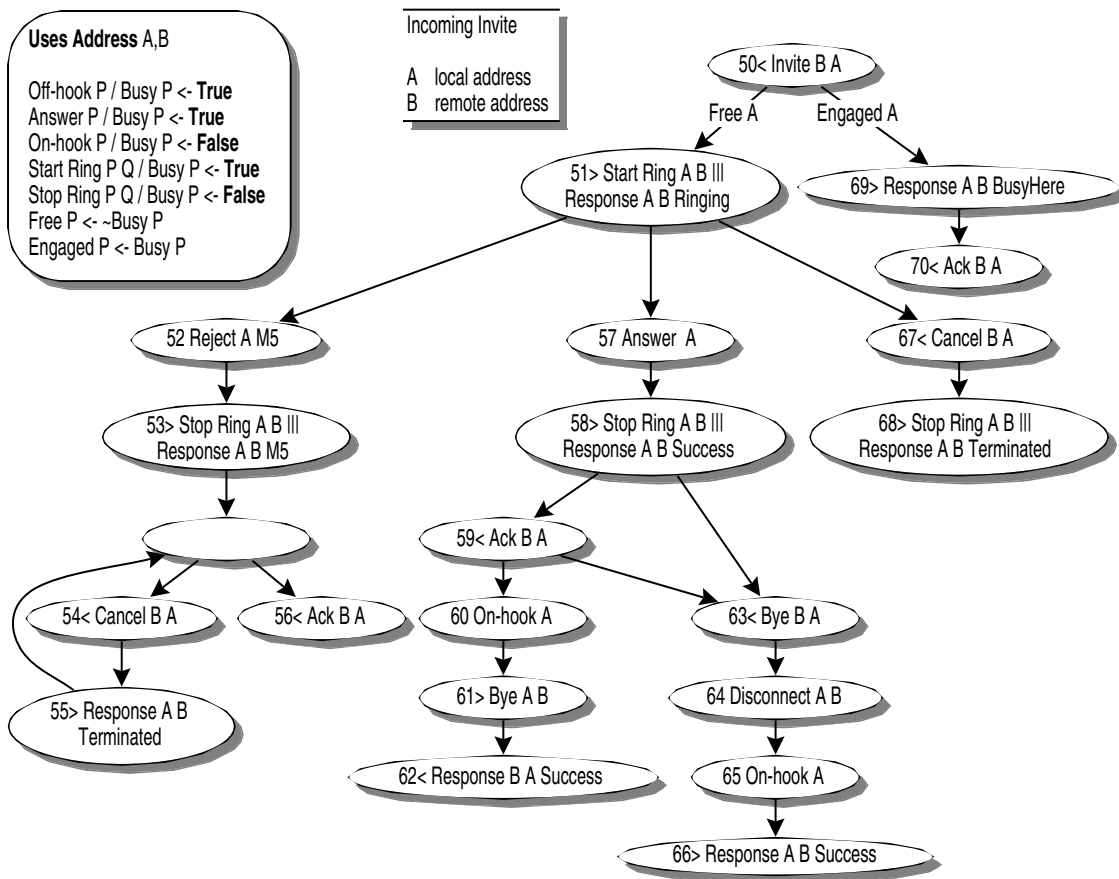 Uses Address A,B
Off-hook P / Busy P <- True
Answer P / Busy P <- True
On-hook P / Busy P <- False
Start Ring P Q / Busy P <- True
Stop Ring P Q / Busy P <- False
Free P <- ~Busy P
Engaged P <- Busy P
Incoming Invite
A local address
B remote address
50< Invite B A
Free A
Engaged A
51> Start Ring A B |||
Response A B Ringing
69> Response A B BusyHere
70< Ack B A
52 Reject A M5
57 Answer A
67< Cancel B A
53> Stop Ring A B |||
Response A B M5
58> Stop Ring A B |||
Response A B Success
68> Stop Ring A B |||
Response A B Terminated
59< Ack B A
54< Cancel B A
56< Ack B A
60 On-hook A
63< Bye B A
55> Response A B
Terminated
61> Bye A B
64 Disconnect A B
62< Response B A Success
65 On-hook A
66> Response A B Success